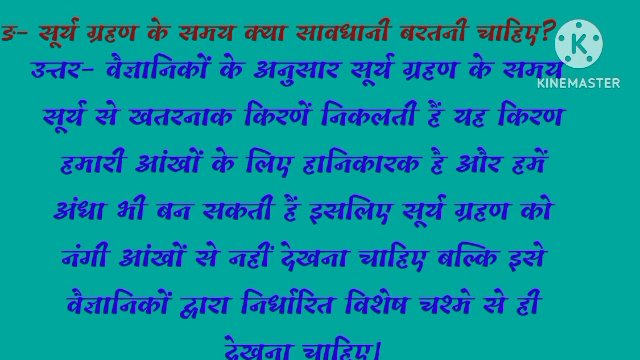 ङ- सूर्य ग्रहण के समय क्या सावधानी बरतनी चाहिए?
उत्तर- वैज्ञानिकों के अनुसार सूर्य ग्रहण के समय
सूर्य से खतरनाक किरणें निकलती हैं यह किरण
हमारी आंखों के लिए हानिकारक है और हमें
अंधा भी बन सकती हैं इसलिए सूर्य ग्रहण को
नंगी आंखों से नहीं देखना चाहिए बल्कि इसे
वैज्ञानिकों द्वारा निर्धारित विशेष चश्मे से ही
देखना चाहिए।
K
KINEMASTER